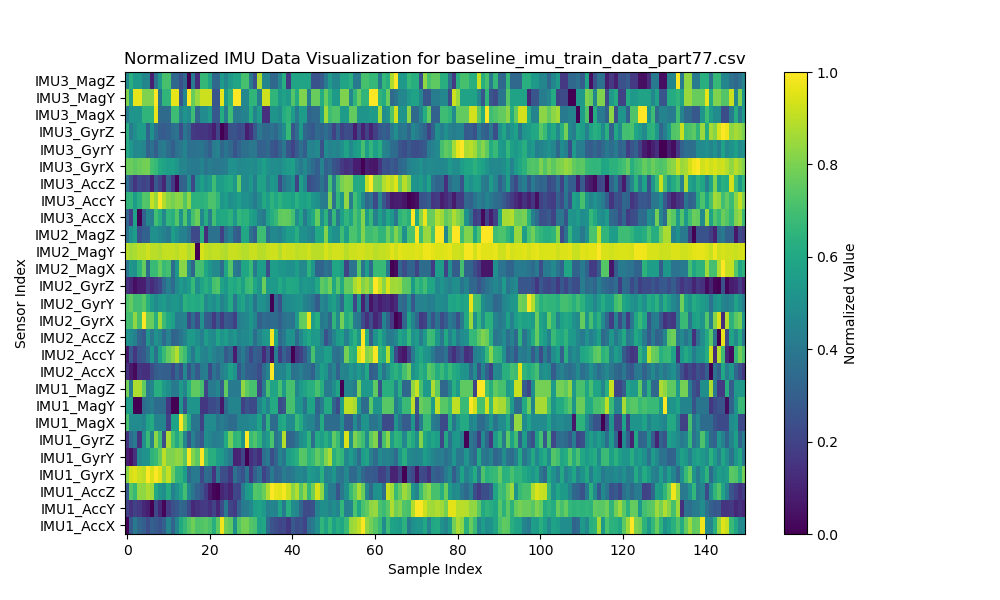 Normalized IMU Data Visualization for baseline_imu_train_data_part77.csv
IMU3_MagZ
IMU3_MagY
IMU3_MagX
IMU3_GyrZ
IMU3_GyrY
IMU3_GyrX
IMU3_AccZ
IMU3_AccY
IMU3_AccX
IMU2_MagZ
IMU2_MagY
IMU2_MagX
IMU2_GyrZ
IMU2_GyrY
IMU2_GyrX
IMU2_AccZ
IMU2_AccY
IMU2_AccX
IMU1_MagZ
IMU1_MagY
IMU1_MagX
IMU1_GyrZ
IMU1_GyrY
IMU1_GyrX
IMU1_AccZ
IMU1_AccY
IMU1_AccX
Sensor Index
0 20 40 60 80 100 120 140
Sample Index
1.0
0.8
0.6
0.4
0.2
0.0
Normalized Value